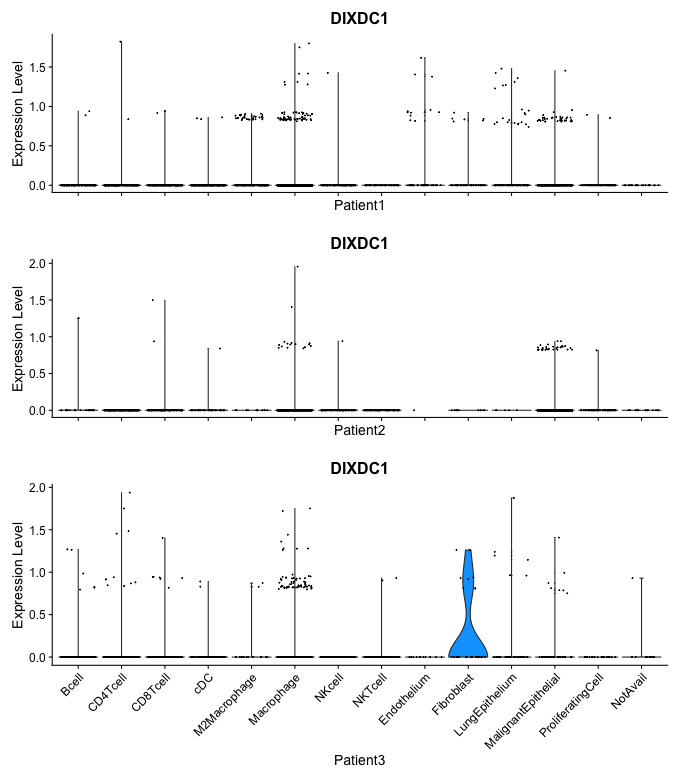 DIXDC1
Expression Level
1.5
1.0
0.5
0.0
Patient1
DIXDC1
Expression Level
2.0
1.5
1.0
0.5
0.0
Patient2
DIXDC1
Expression Level
2.0
1.5
1.0
0.5
0.0
Bcell
CD4Tcell
CD8Tcell
cDC
M2Macrophage
Macrophage
NKcell
NKTcell
Endothelium
Fibroblast
LungEpithelium
MalignantEpithelial
ProliferatingCell
NotAvail
Patient3